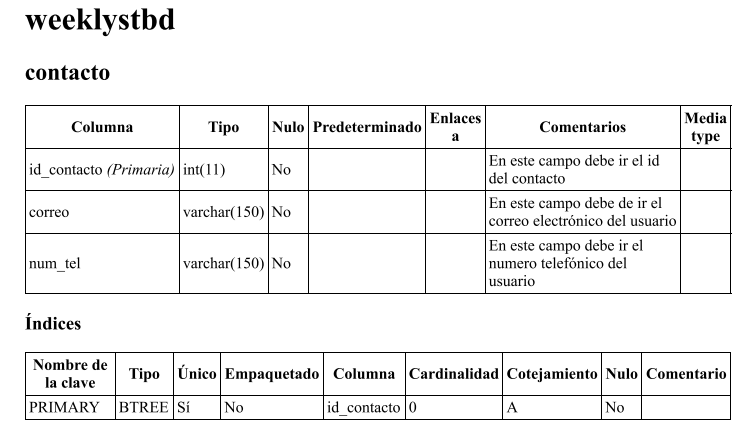 weeklystbd
contacto
Columna Tipo Nulo Predeterminado Enlaces a Comentarios Media type
id_contacto (Primaria) int(11) No En este campo debe ir el id del contacto
correo varchar(150) No En este campo debe de ir el correo electrónico del usuario
num_tel varchar(150) No En este campo debe ir el numero telefónico del usuario
Índices
Nombre de la clave Tipo Único Empaquetado Columna Cardinalidad Cotejamiento Nulo Comentario
PRIMARY BTREE Sí No id_contacto 0 A No